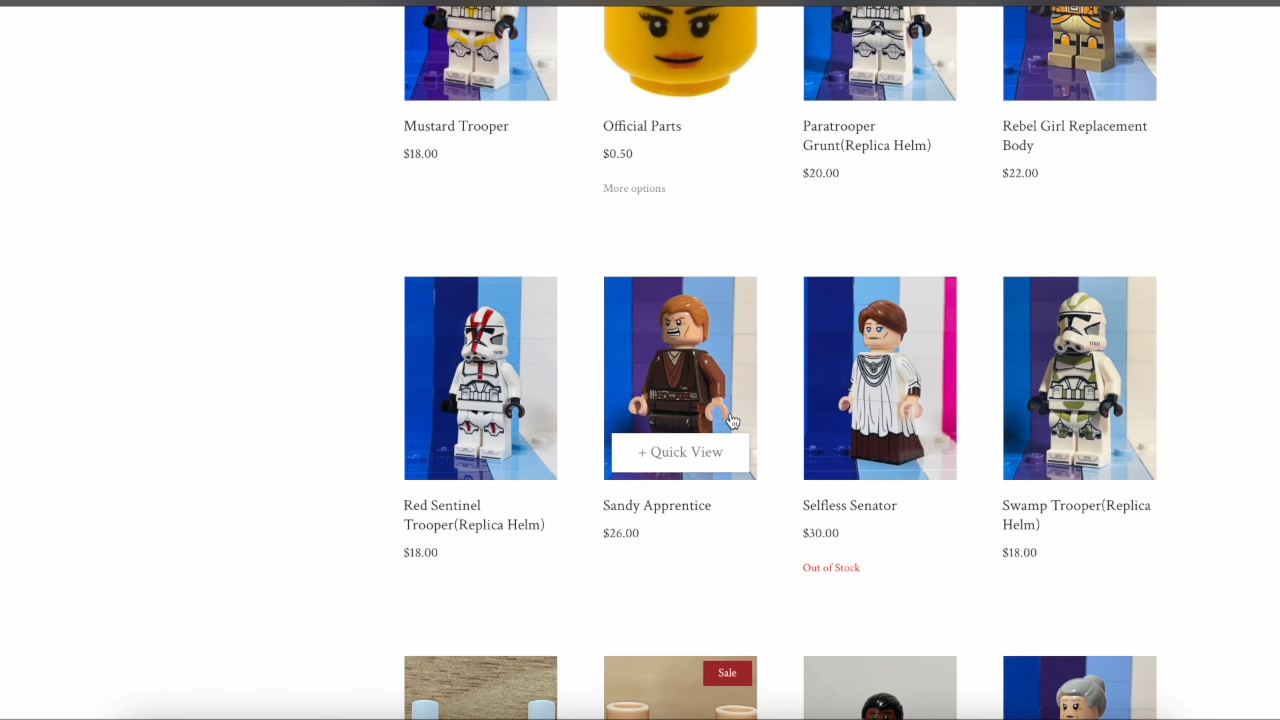 Mustard Trooper
$18.00
Official Parts
$0.50
More options
Paratrooper
Grunt(Replica Helm)
$20.00
Rebel Girl Replacement
Body
$22.00
+ Quick View
Red Sentinel
Trooper(Replica Helm)
$18.00
Sandy Apprentice
$26.00
Selfless Senator
$30.00
Out of Stock
Swamp Trooper(Replica
Helm)
$18.00
Sale